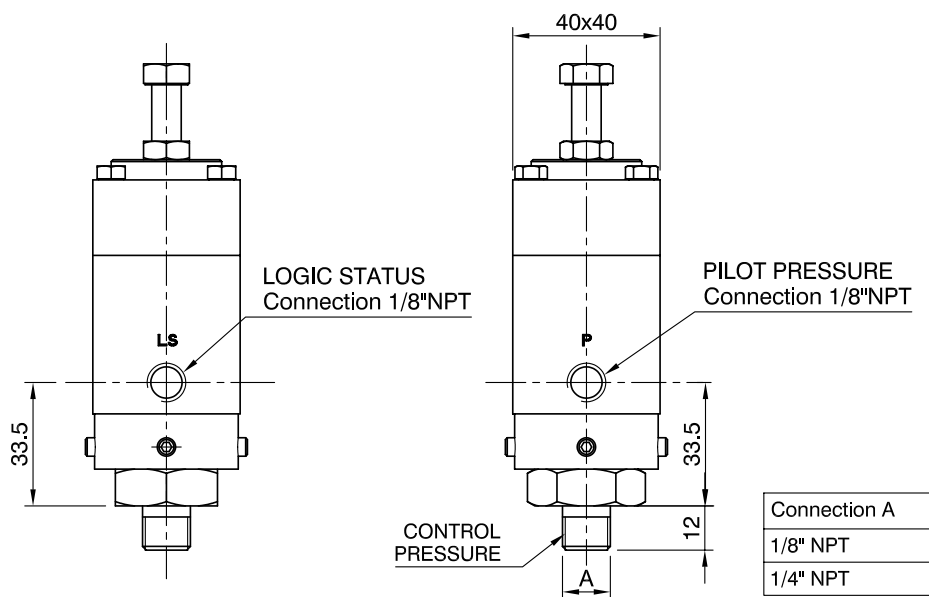 40x40
LOGIC STATUS
Connection 1/8"NPT
PILOT PRESSURE
Connection 1/8"NPT
LS
P
33.5
33.5
12
CONTROL
PRESSURE
A
Connection A
1/8" NPT
1/4" NPT